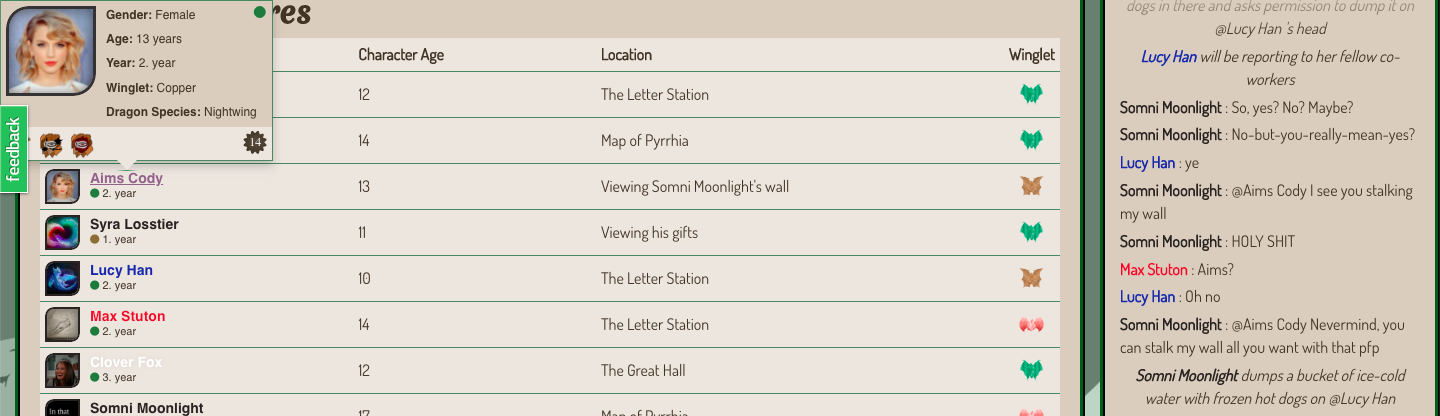 res
Gender: Female
Age: 13 years
Year: 2. year
Winglet: Copper
Dragon Species: Nightwing
14
feedback
Character Age Location Winglet
12 The Letter Station
14 Map of Pyrrhia
Aims Cody
2. year
13 Viewing Somni Moonlight's wall
Syra Losstier
1. year
11 Viewing his gifts
Lucy Han
2. year
10 The Letter Station
Max Stuton
2. year
14 The Letter Station
Clover Fox
3. year
12 The Great Hall
In that
Somni Moonlight
17 Map of Pyrrhia
dogs in there and asks permission to dump it on
@Lucy Han 's head
Lucy Han will be reporting to her fellow co-
workers
Somni Moonlight : So, yes? No? Maybe?
Somni Moonlight : No-but-you-really-mean-yes?
Lucy Han : ye
Somni Moonlight : @Aims Cody I see you stalking
my wall
Somni Moonlight : HOLY SHIT
Max Stuton : Aims?
Lucy Han : Oh no
Somni Moonlight : @Aims Cody Nevermind, you
can stalk my wall all you want with that pfp
Somni Moonlight dumps a bucket of ice-cold
water with frozen hot dogs on @Lucy Han